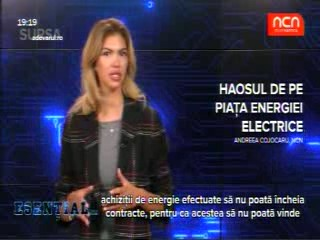 19:19
SURSA
adevarul.ro
ncn
HAOSUL DE PE
PIAȚA ENERGIEI
ELECTRICE
ANDREEA COJOCARU, NCN
ESENȚIAL
achiziții de energie efectuate să nu poată încheia
contracte, pentru ca acestea să nu poată vinde